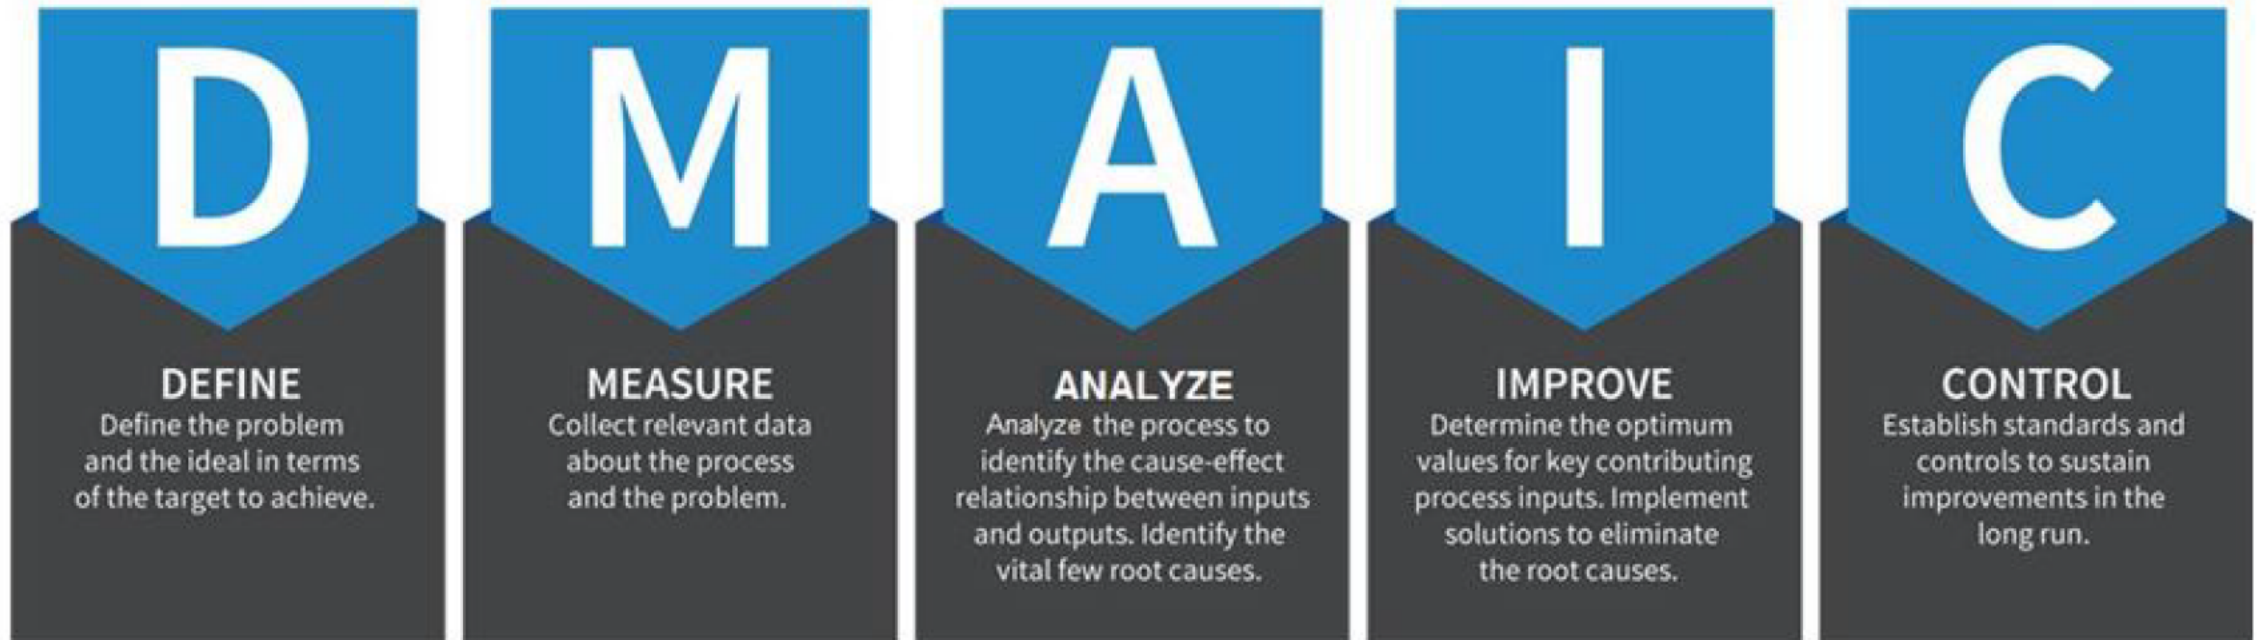 D
DEFINE
Define the problem
and the ideal in terms
of the target to achieve.
M
MEASURE
Collect relevant data
about the process
and the problem.
A
ANALYZE
Analyze the process to
identify the cause-effect
relationship between inputs
and outputs. Identify the
vital few root causes.
I
IMPROVE
Determine the optimum
values for key contributing
process inputs. Implement
solutions to eliminate
the root causes.
C
CONTROL
Establish standards and
controls to sustain
improvements in the
long run.